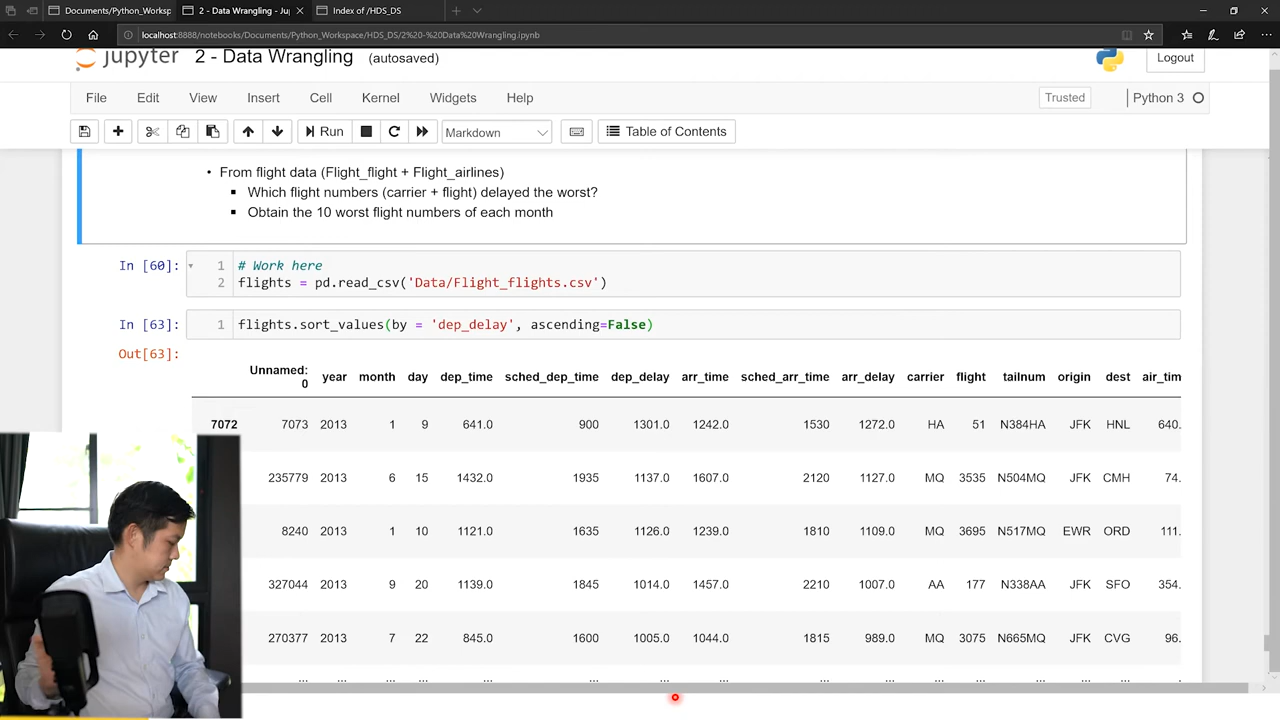 Documents/Python_Worksp
2 - Data Wrangling - Ju
Index of /HDS_DS
localhost:8888/notebooks/Documents/Python_Workspace/HDS_DS/2%20-%20Data%20Wrangling.ipynb
jupyter 2 - Data Wrangling (autosaved)
Logout
File Edit View Insert Cell Kernel Widgets Help
Trusted
Python 3
Run
Markdown
Table of Contents
• From flight data (Flight_flight + Flight_airlines)
▪ Which flight numbers (carrier + flight) delayed the worst?
▪ Obtain the 10 worst flight numbers of each month
In [60]:
1 # Work here
2 flights = pd.read_csv('Data/Flight_flights.csv')
In [63]:
1 flights.sort_values(by = 'dep_delay', ascending=False)
Out[63]:
Unnamed: 0 year month day dep_time sched_dep_time dep_delay arr_time sched_arr_time arr_delay carrier flight tailnum origin dest air_tim
7072 7073 2013 1 9 641.0 900 1301.0 1242.0 1530 1272.0 HA 51 N384HA JFK HNL 640.
235779 2013 6 15 1432.0 1935 1137.0 1607.0 2120 1127.0 MQ 3535 N504MQ JFK CMH 74.
8240 2013 1 10 1121.0 1635 1126.0 1239.0 1810 1109.0 MQ 3695 N517MQ EWR ORD 111.
327044 2013 9 20 1139.0 1845 1014.0 1457.0 2210 1007.0 AA 177 N338AA JFK SFO 354.
270377 2013 7 22 845.0 1600 1005.0 1044.0 1815 989.0 MQ 3075 N665MQ JFK CVG 96.
... ... ... ... ... ... ... ... ... ... ... ... ... ... ... ...